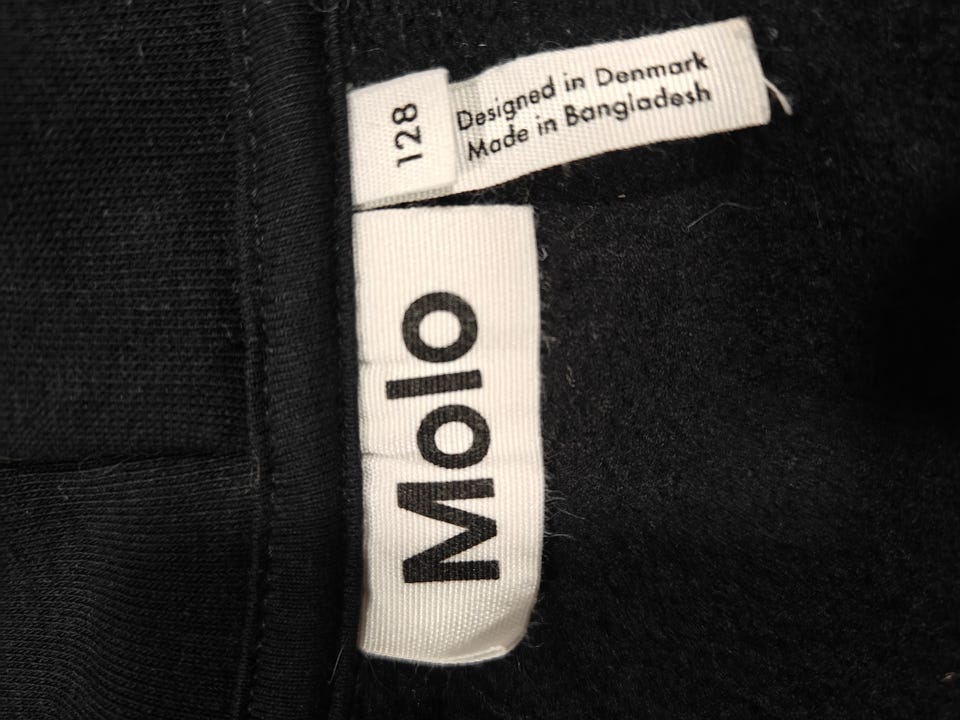 128
Designed in Denmark
Made in Bangladesh
Molo